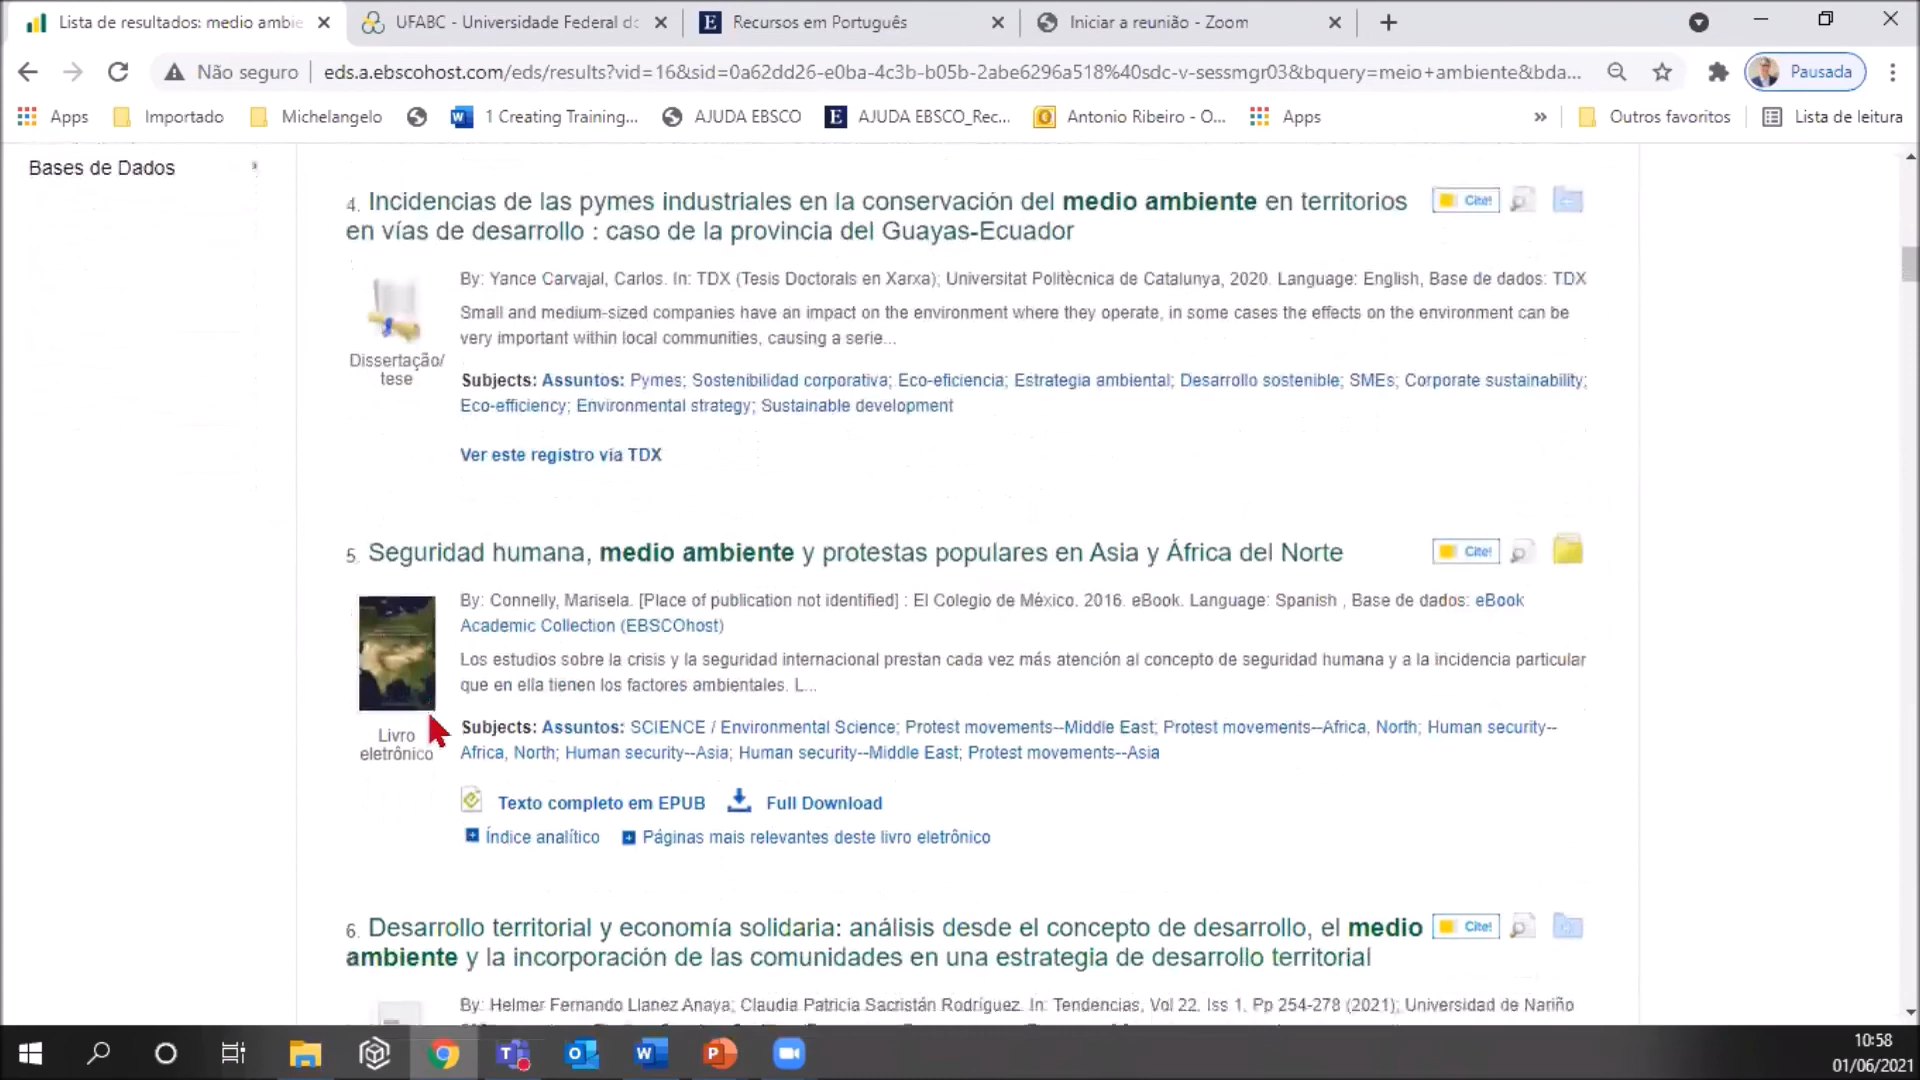 Lista de resultados: medio ambie
UFABC - Universidade Federal do
Recursos em Português
Iniciar a reunião - Zoom
Não seguro
eds.a.ebscohost.com/eds/results?vid=16&sid=0a62dd26-e0ba-4c3b-b05b-2abe6296a518%40sdc-v-sessmgr03&bquery=meio+ambiente&bda...
Pausada
Apps
Importado
Michelangelo
1 Creating Training...
AJUDA EBSCO
AJUDA EBSCO_Rec...
Antonio Ribeiro - O...
Apps
»
Outros favoritos
Lista de leitura
Bases de Dados
4. Incidencias de las pymes industriales en la conservación del medio ambiente en territorios
en vías de desarrollo : caso de la provincia del Guayas-Ecuador
Cite!
By: Yance Carvajal, Carlos. In: TDX (Tesis Doctorals en Xarxa); Universitat Politècnica de Catalunya, 2020. Language: English, Base de dados: TDX
Small and medium-sized companies have an impact on the environment where they operate, in some cases the effects on the environment can be
very important within local communities, causing a serie...
Dissertação/
tese
Subjects: Assuntos: Pymes; Sostenibilidad corporativa; Eco-eficiencia; Estrategia ambiental; Desarrollo sostenible; SMEs; Corporate sustainability;
Eco-efficiency; Environmental strategy; Sustainable development
Ver este registro via TDX
5. Seguridad humana, medio ambiente y protestas populares en Asia y África del Norte
Cite!
By: Connelly, Marisela. [Place of publication not identified] : El Colegio de México. 2016. eBook. Language: Spanish , Base de dados: eBook
Academic Collection (EBSCOhost)
Los estudios sobre la crisis y la seguridad internacional prestan cada vez más atención al concepto de seguridad humana y a la incidencia particular
que en ella tienen los factores ambientales. L...
Livro
eletrônico
Subjects: Assuntos: SCIENCE / Environmental Science; Protest movements--Middle East; Protest movements--Africa, North; Human security--
Africa, North; Human security--Asia; Human security--Middle East; Protest movements--Asia
Texto completo em EPUB
Full Download
Índice analítico
Páginas mais relevantes deste livro eletrônico
6. Desarrollo territorial y economía solidaria: análisis desde el concepto de desarrollo, el medio
ambiente y la incorporación de las comunidades en una estrategia de desarrollo territorial
Cite!
By: Helmer Fernando Llanez Anaya; Claudia Patricia Sacristán Rodríguez. In: Tendencias, Vol 22, Iss 1, Pp 254-278 (2021); Universidad de Nariño
10:58
01/06/2021